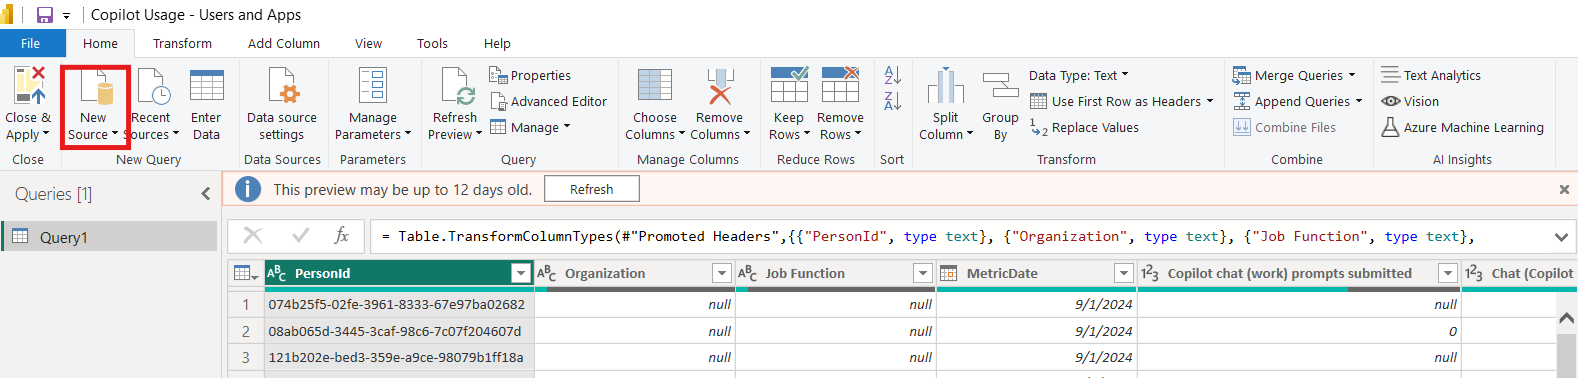 Copilot Usage - Users and Apps
File Home Transform Add Column View Tools Help
Close & Apply
New Source
Recent Sources
Enter Data
Data source settings
Manage Parameters
Refresh Preview
Properties
Advanced Editor
Manage
Choose Columns
Remove Columns
Keep Rows
Remove Rows
A Z
Z A
Split Column
Group By
Data Type: Text
Use First Row as Headers
1 2 Replace Values
Merge Queries
Append Queries
Combine Files
Text Analytics
Vision
Azure Machine Learning
Close New Query Data Sources Parameters Query Manage Columns Reduce Rows Sort Transform Combine AI Insights
Queries [1]
This preview may be up to 12 days old. Refresh
Query1
fx = Table.TransformColumnTypes(#"Promoted Headers",{{"PersonId", type text}, {"Organization", type text}, {"Job Function", type text},
ABC PersonId ABC Organization ABC Job Function MetricDate 123 Copilot chat (work) prompts submitted 123 Chat (Copilot
1 074b25f5-02fe-3961-8333-67e97ba02682 null null 9/1/2024 null
2 08ab065d-3445-3caf-98c6-7c07f204607d null null 9/1/2024 0
3 121b202e-bed3-359e-a9ce-98079b1ff18a null null 9/1/2024 null